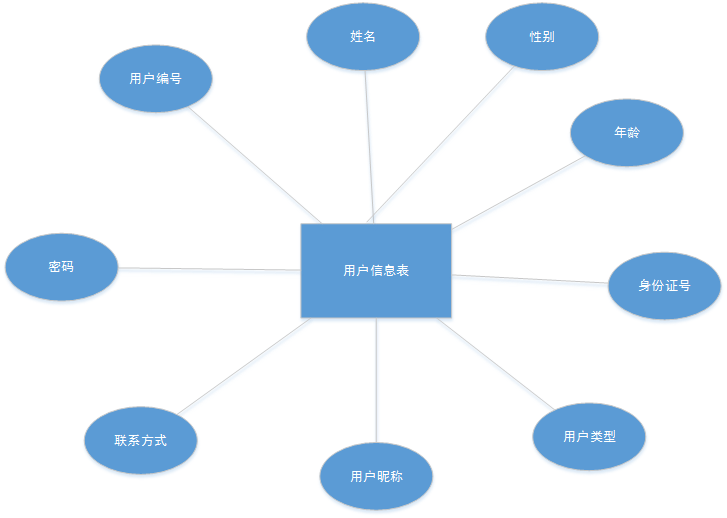 姓名
性别
用户编号
年龄
密码
用户信息表
身份证号
联系方式
用户昵称
用户类型